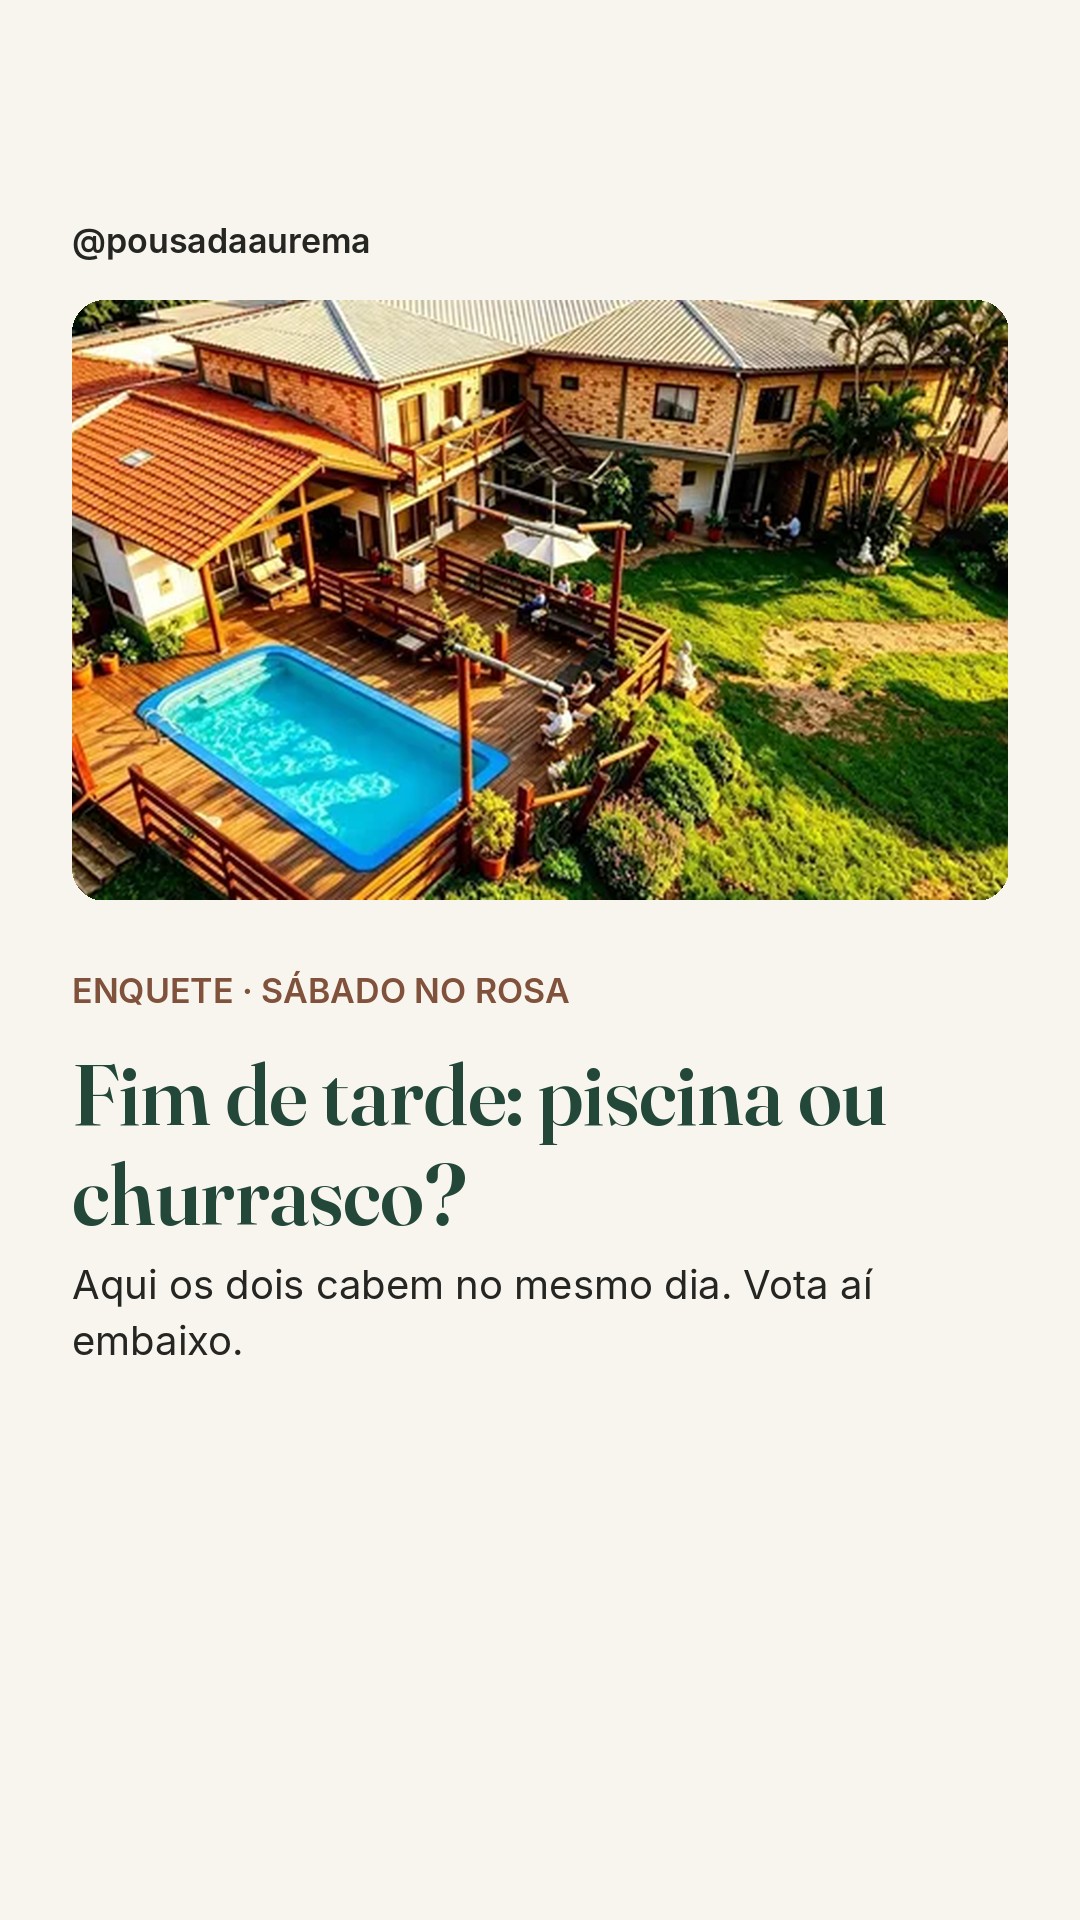 @pousadaaurema
ENQUETE · SÁBADO NO ROSA
Fim de tarde: piscina ou
churrasco?
Aqui os dois cabem no mesmo dia. Vota aí
embaixo.